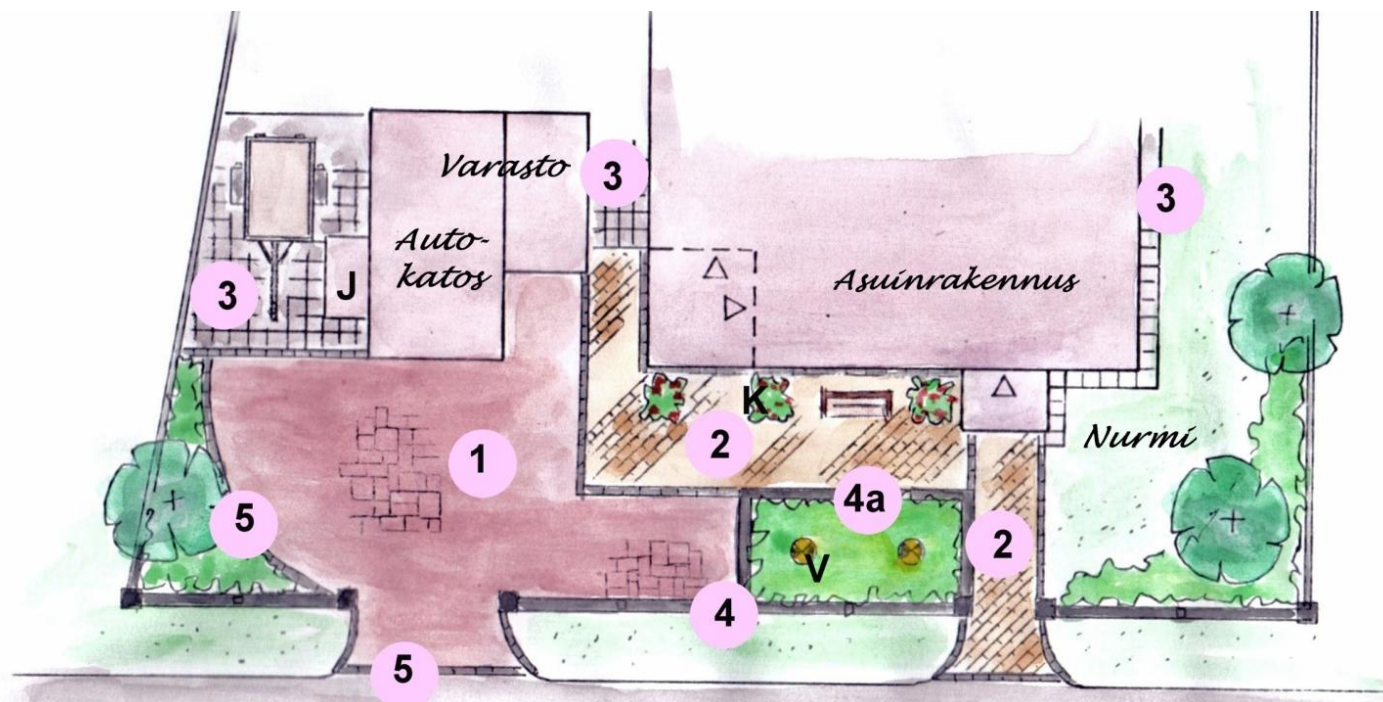 Varasto
3
3
Auto-
katos
J
3
Asuinrakennus
K
Nurmi
1
2
4a
5
2
V
4
5